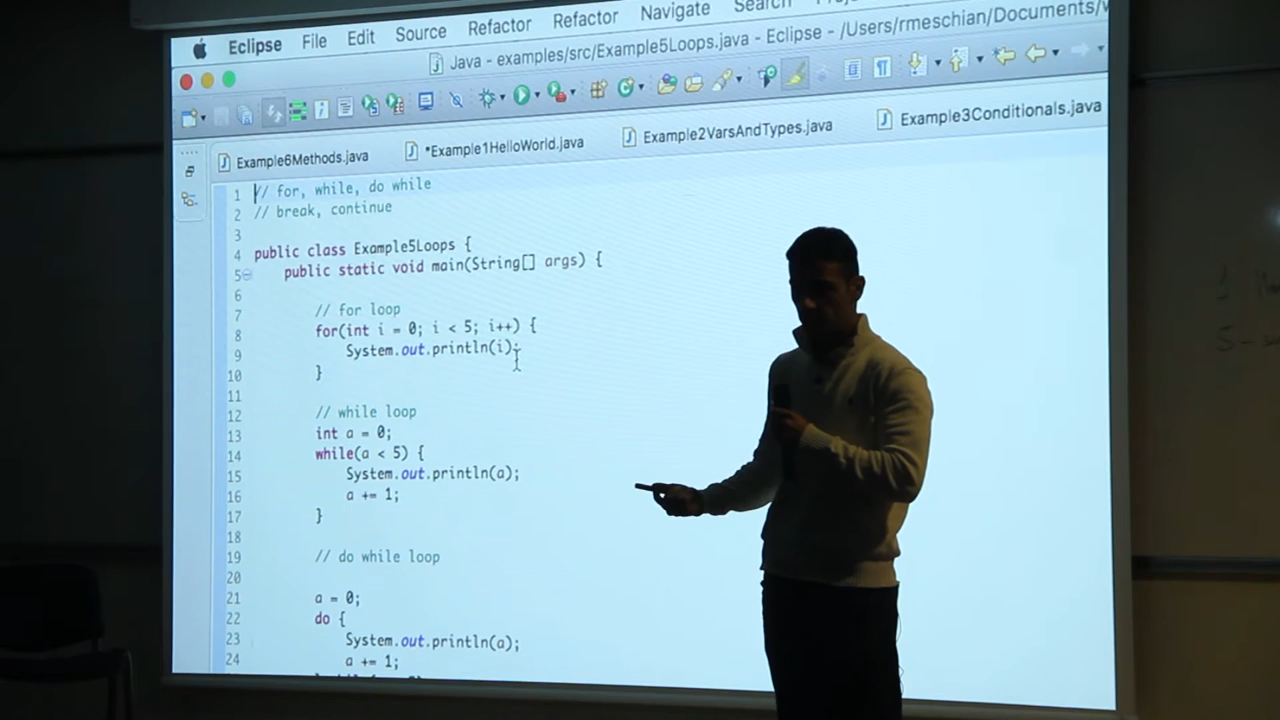 Eclipse File Edit Source Refactor Refactor Navigate Search
Java - examples/src/Example5Loops.java - Eclipse - /Users/rmeschian/Documents/
Example6Methods.java *Example1HelloWorld.java Example2VarsAndTypes.java Example3Conditionals.java
1 // for, while, do while
2 // break, continue
3
4 public class Example5Loops {
5 public static void main(String[] args) {
6
7 // for loop
8 for(int i = 0; i < 5; i++) {
9 System.out.println(i);
10 }
11
12 // while loop
13 int a = 0;
14 while(a < 5) {
15 System.out.println(a);
16 a += 1;
17 }
18
19 // do while loop
20
21 a = 0;
22 do {
23 System.out.println(a);
24 a += 1;